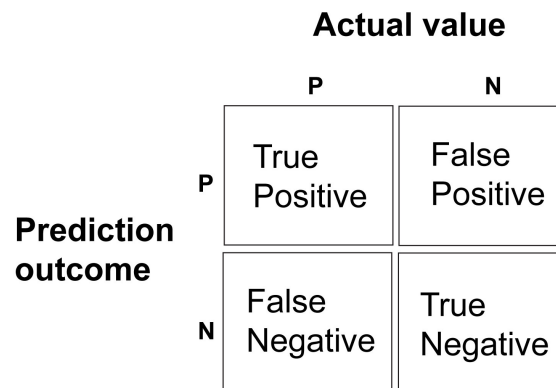 Actual value
P
N
True
Positive
False
Positive
P
Prediction
outcome
False
Negative
True
Negative
N